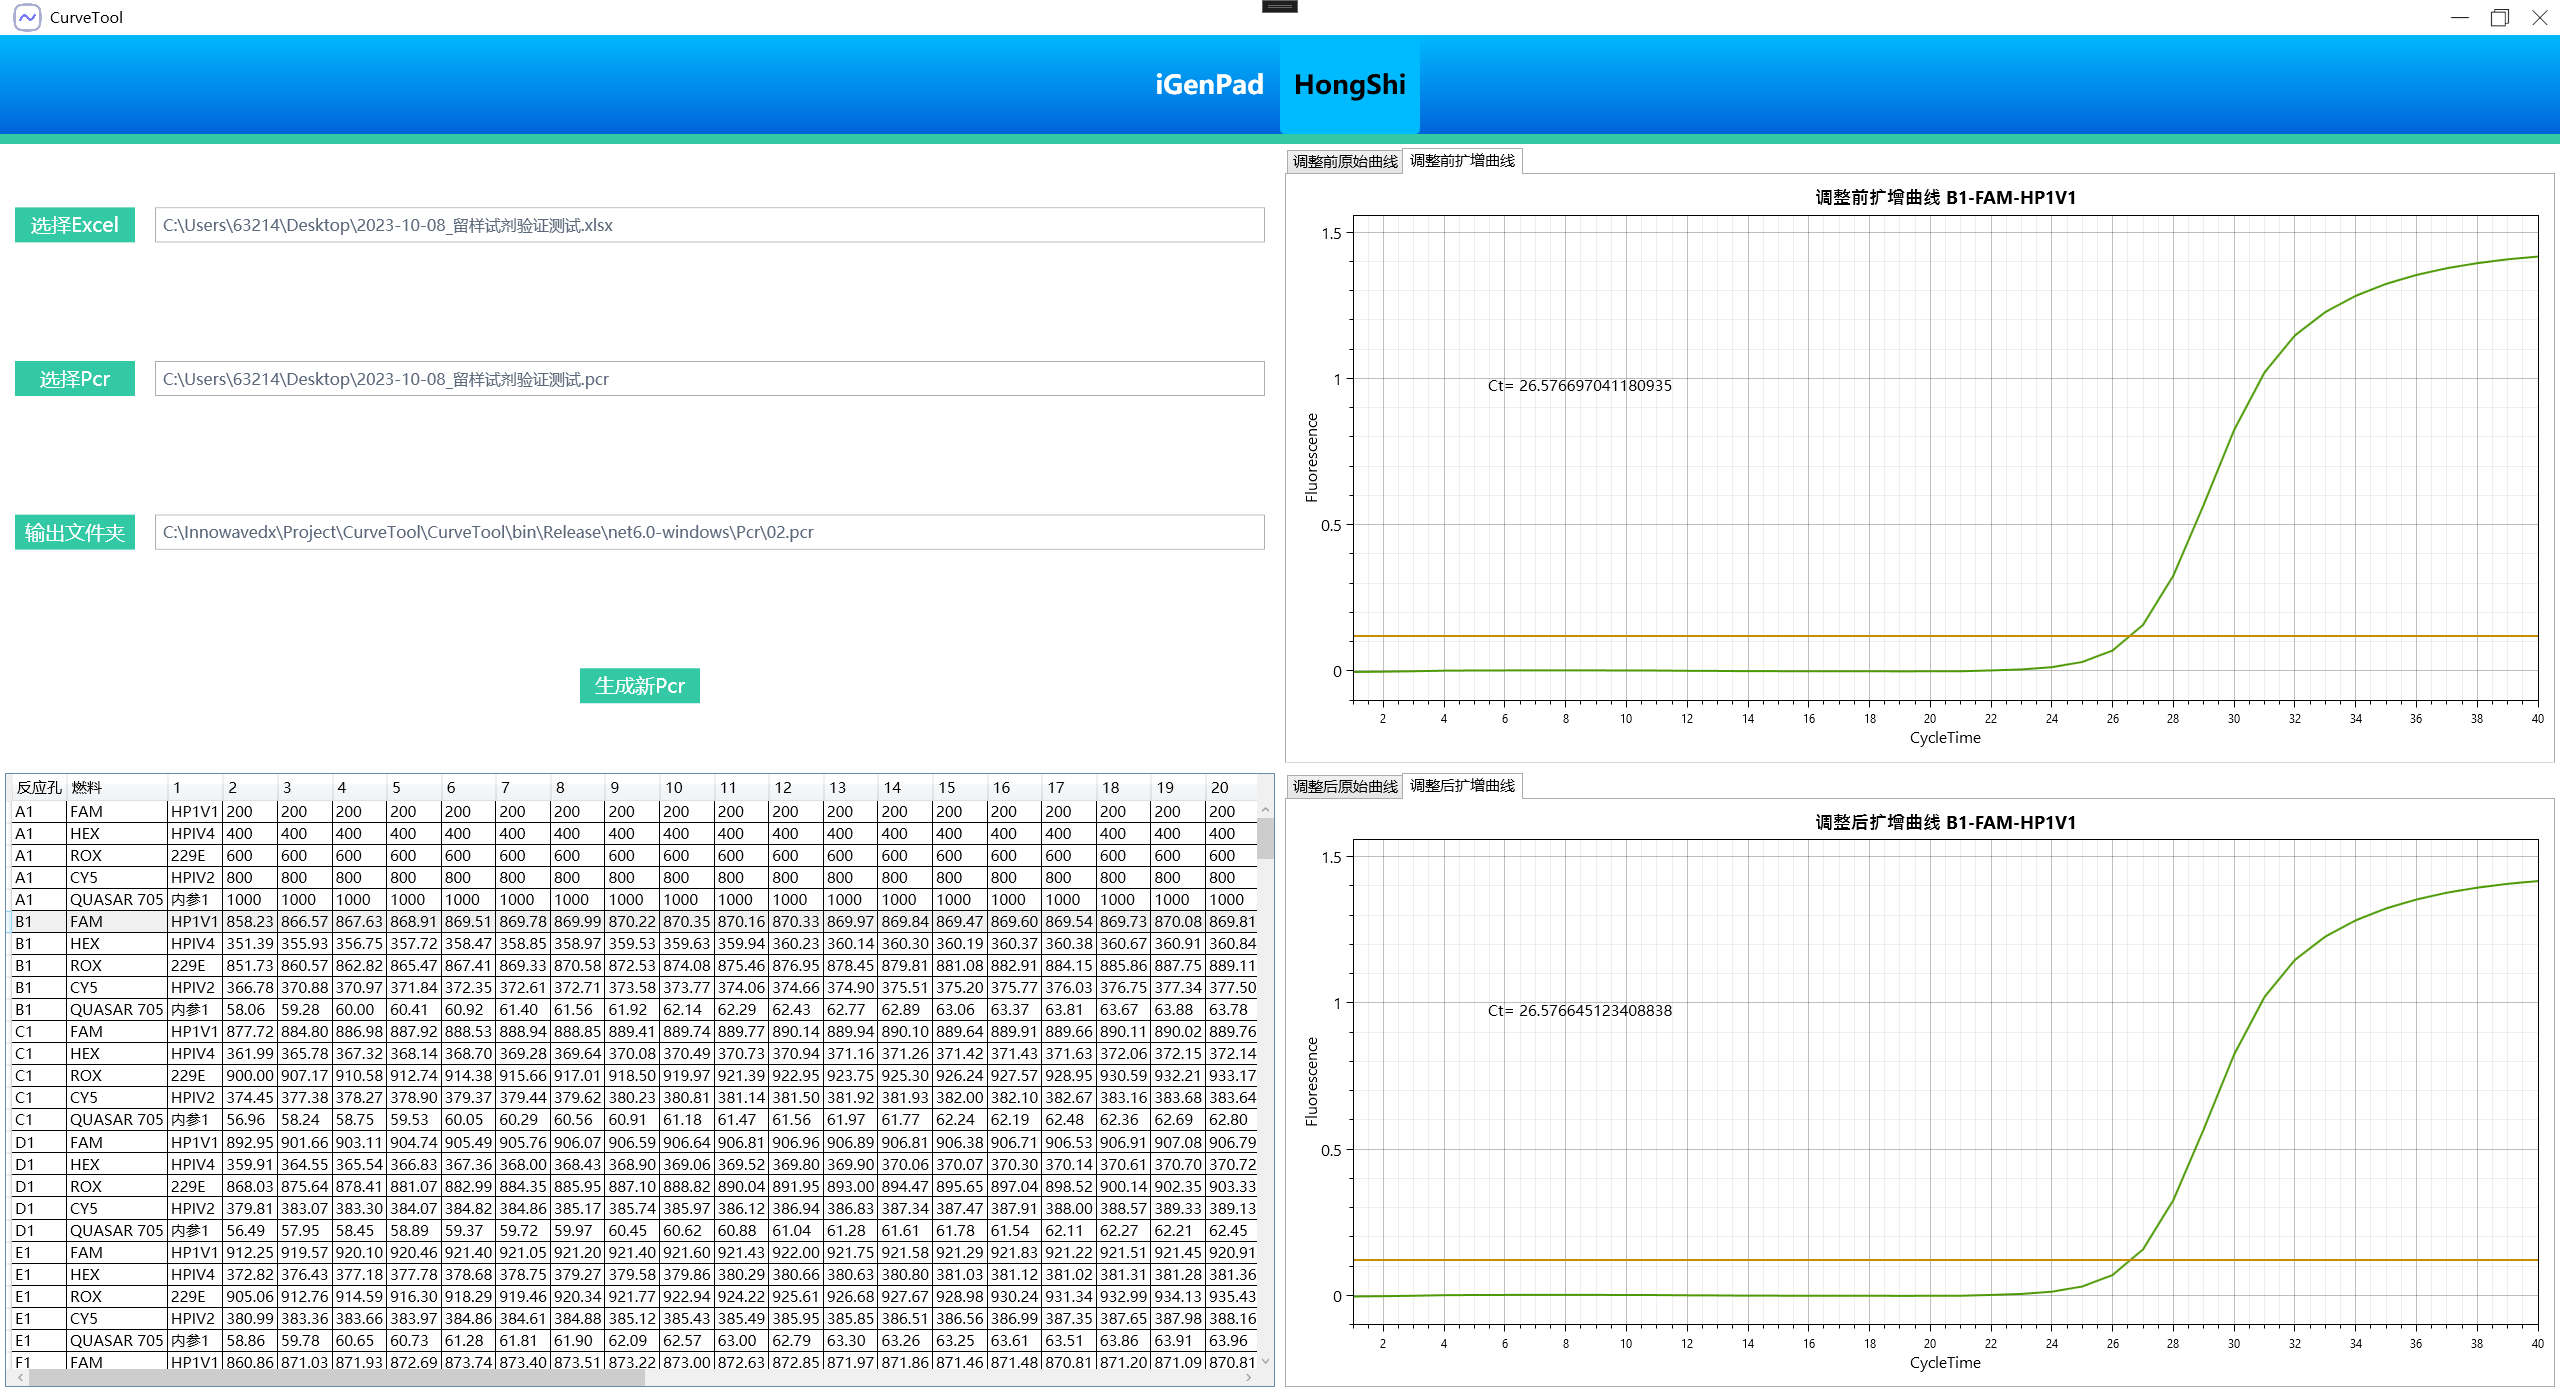 CurveTool
iGenPad HongShi
选择Excel C:\Users\63214\Desktop\2023-10-08_留样试剂验证测试.xlsx
选择Pcr C:\Users\63214\Desktop\2023-10-08_留样试剂验证测试.pcr
输出文件夹 C:\Innowavedx\Project\CurveTool\CurveTool\bin\Release\net6.0-windows\Pcr\02.pcr
生成新Pcr
反应孔 燃料 1 2 3 4 5 6 7 8 9 10 11 12 13 14 15 16 17 18 19 20
A1 FAM HP1V1 200 200 200 200 200 200 200 200 200 200 200 200 200 200 200 200 200 200 200
A1 HEX HPIV4 400 400 400 400 400 400 400 400 400 400 400 400 400 400 400 400 400 400 400
A1 ROX 229E 600 600 600 600 600 600 600 600 600 600 600 600 600 600 600 600 600 600 600
A1 CY5 HPIV2 800 800 800 800 800 800 800 800 800 800 800 800 800 800 800 800 800 800 800
A1 QUASAR 705 内参1 1000 1000 1000 1000 1000 1000 1000 1000 1000 1000 1000 1000 1000 1000 1000 1000 1000 1000 1000
B1 FAM HP1V1 858.23 866.57 867.63 868.91 869.51 869.78 869.99 870.22 870.35 870.16 870.33 869.97 869.84 869.47 869.60 869.54 869.73 870.08 869.81
B1 HEX HPIV4 351.39 355.93 356.75 357.72 358.47 358.85 358.97 359.53 359.63 359.94 360.23 360.14 360.30 360.19 360.37 360.38 360.67 360.91 360.84
B1 ROX 229E 851.73 860.57 862.82 865.47 867.41 869.33 870.58 872.53 874.08 875.46 876.95 878.45 879.81 881.08 882.91 884.15 885.86 887.75 889.11
B1 CY5 HPIV2 366.78 370.88 370.97 371.84 372.35 372.61 372.71 373.58 373.77 374.06 374.66 374.90 375.51 375.20 375.77 376.03 376.75 377.34 377.50
B1 QUASAR 705 内参1 58.06 59.28 60.00 60.41 60.92 61.40 61.56 61.92 62.14 62.29 62.43 62.77 62.89 63.06 63.37 63.81 63.67 63.88 63.78
C1 FAM HP1V1 877.72 884.80 886.98 887.92 888.53 888.94 888.85 889.41 889.74 889.77 890.14 889.94 890.10 889.64 889.91 889.66 890.11 890.02 889.76
C1 HEX HPIV4 361.99 365.78 367.32 368.14 368.70 369.28 369.64 370.08 370.49 370.73 370.94 371.16 371.26 371.42 371.43 371.63 372.06 372.15 372.14
C1 ROX 229E 900.00 907.17 910.58 912.74 914.38 915.66 917.01 918.50 919.97 921.39 922.95 923.75 925.30 926.24 927.57 928.95 930.59 932.21 933.17
C1 CY5 HPIV2 374.45 377.38 378.27 378.90 379.37 379.44 379.62 380.23 380.81 381.14 381.50 381.92 381.93 382.00 382.10 382.67 383.16 383.68 383.64
C1 QUASAR 705 内参1 56.96 58.24 58.75 59.53 60.05 60.29 60.56 60.91 61.18 61.47 61.56 61.97 61.77 62.24 62.19 62.48 62.36 62.69 62.80
D1 FAM HP1V1 892.95 901.66 903.11 904.74 905.49 905.76 906.07 906.59 906.64 906.81 906.96 906.89 906.81 906.38 906.71 906.53 906.91 907.08 906.79
D1 HEX HPIV4 359.91 364.55 365.54 366.83 367.36 368.00 368.43 368.90 369.06 369.52 369.80 369.90 370.06 370.07 370.30 370.14 370.61 370.70 370.72
D1 ROX 229E 868.03 875.64 878.41 881.07 882.99 884.35 885.95 887.10 888.82 890.04 891.95 893.00 894.47 895.65 897.04 898.52 900.14 902.35 903.33
D1 CY5 HPIV2 379.81 383.07 383.30 384.07 384.82 384.86 385.17 385.74 385.97 386.12 386.94 386.83 387.34 387.47 387.91 388.00 388.57 389.33 389.13
D1 QUASAR 705 内参1 56.49 57.95 58.45 58.89 59.37 59.72 59.97 60.45 60.62 60.88 61.04 61.28 61.61 61.78 61.54 62.11 62.27 62.21 62.45
E1 FAM HP1V1 912.25 919.57 920.10 920.46 921.40 921.05 921.20 921.40 921.60 921.43 922.00 921.75 921.58 921.29 921.83 921.22 921.51 921.45 920.91
E1 HEX HPIV4 372.82 376.43 377.18 377.78 378.68 378.75 379.27 379.58 379.86 380.29 380.66 380.63 380.80 381.03 381.12 381.02 381.31 381.28 381.36
E1 ROX 229E 905.06 912.76 914.59 916.30 918.29 919.46 920.34 921.77 922.94 924.22 925.61 926.68 927.67 928.98 930.24 931.34 932.99 934.13 935.43
E1 CY5 HPIV2 380.99 383.36 383.66 383.97 384.86 384.61 384.88 385.12 385.43 385.49 385.95 385.85 386.51 386.56 386.99 387.35 387.65 387.98 388.16
E1 QUASAR 705 内参1 58.86 59.78 60.65 60.73 61.28 61.81 61.90 62.09 62.57 63.00 62.79 63.30 63.26 63.25 63.61 63.51 63.86 63.91 63.96
F1 FAM HP1V1 860.86 871.03 871.93 872.69 873.74 873.40 873.51 873.22 873.00 872.63 872.85 871.97 871.86 871.46 871.48 870.81 871.20 871.09 870.81
调整前原始曲线 调整前扩增曲线
调整前扩增曲线 B1-FAM-HP1V1
1.5
1
0.5
0
Fluorescence
Ct= 26.576697041180935
2 4 6 8 10 12 14 16 18 20 22 24 26 28 30 32 34 36 38 40
CycleTime
调整后原始曲线 调整后扩增曲线
调整后扩增曲线 B1-FAM-HP1V1
1.5
1
0.5
0
Fluorescence
Ct= 26.576645123408838
2 4 6 8 10 12 14 16 18 20 22 24 26 28 30 32 34 36 38 40
CycleTime